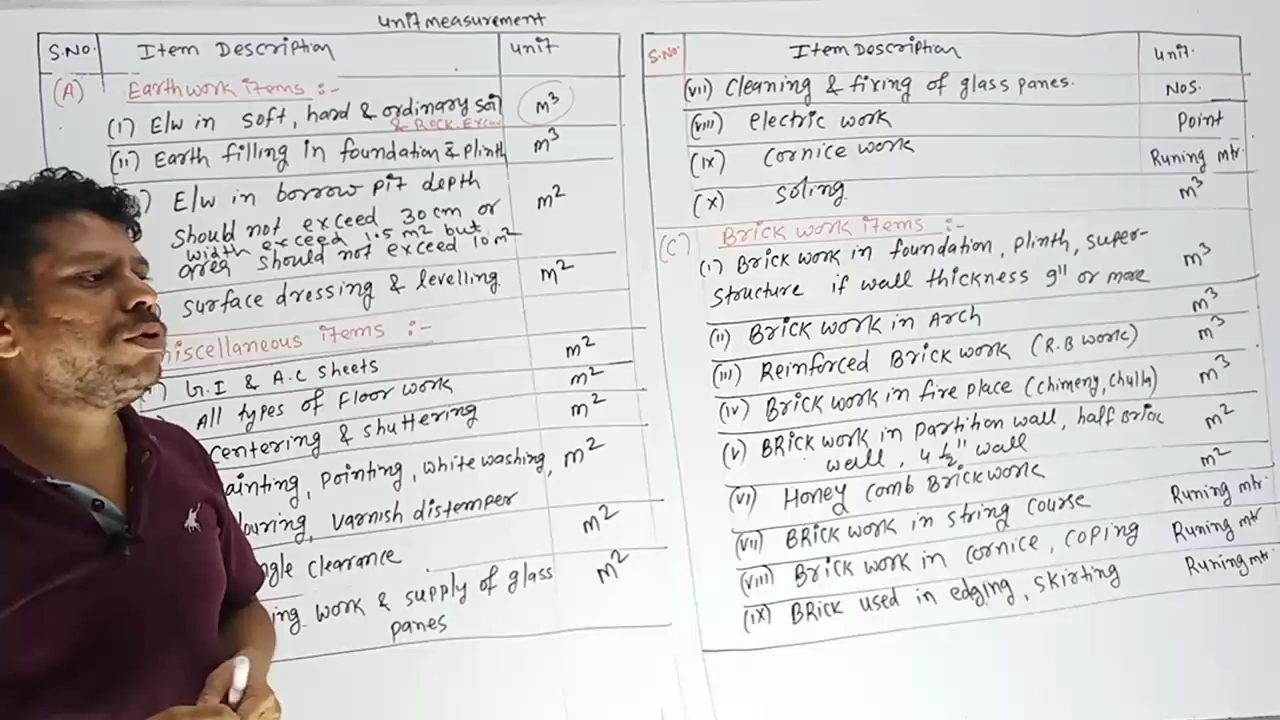 unit measurement
S.No. Item Description unit
(A) Earthwork items :-
(i) E/w in soft, hard & ordinary soil m³
& Rock Exca
(ii) Earth filling in foundation & Plinth m³
) E/w in borrow pit depth
should not exceed 30 cm or m²
width exceed 1.5 m² but
area should not exceed 10 m²
surface dressing & levelling m²
miscellaneous items :-
) G.I & A.C sheets m²
All types of Floor work m²
centering & shuttering m²
ainting, pointing, white washing, m²
louring, varnish distemper
ngle clearance m²
ing work & supply of glass m²
panes
S.No. Item Description unit.
(vii) cleaning & fixing of glass panes. Nos.
(viii) electric work Point
(ix) cornice work Runing mtr.
(x) soling m³
(C) Brick work items :-
(i) Brick work in foundation, plinth, super-
structure if wall thickness 9" or more m³
(ii) Brick work in Arch m³
(iii) Reinforced Brick work (R.B work) m³
(iv) Brick work in fire place (chimeny, chulla) m³
(v) BRick work in partition wall, half Brick m²
wall, 4 1/2" wall
(vi) Honey comb Brickwork m²
(vii) BRick work in string course Runing mtr.
(viii) Brick work in cornice, coping Runing mtr
(ix) BRick used in edging, skirting Runing mtr.